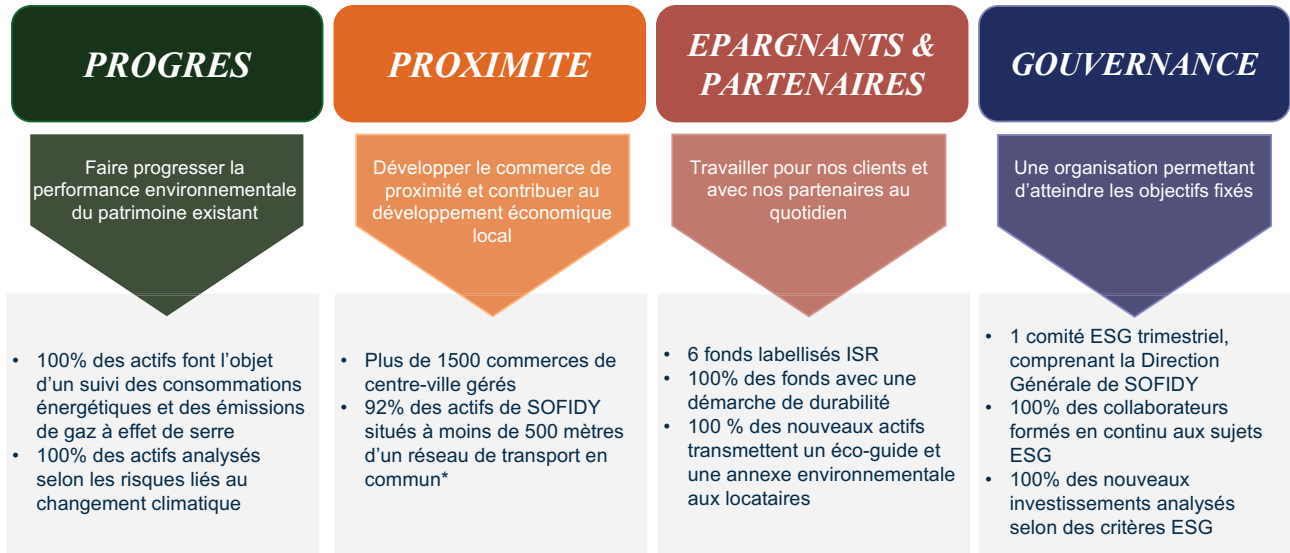 PROGRES
Faire progresser la
performance environnementale
du patrimoine existant
• 100% des actifs font l’objet
d’un suivi des consommations
énergétiques et des émissions
de gaz à effet de serre
• 100% des actifs analysés
selon les risques liés au
changement climatique
PROXIMITE
Développer le commerce de
proximité et contribuer au
développement économique
local
• Plus de 1500 commerces de
centre-ville gérés
• 92% des actifs de SOFIDY
situés à moins de 500 mètres
d’un réseau de transport en
commun*
EPARGNANTS &
PARTENAIRES
Travailler pour nos clients et
avec nos partenaires au
quotidien
• 6 fonds labellisés ISR
• 100% des fonds avec une
démarche de durabilité
• 100 % des nouveaux actifs
transmettent un éco-guide et
une annexe environnementale
aux locataires
GOUVERNANCE
Une organisation permettant
d’atteindre les objectifs fixés
• 1 comité ESG trimestriel,
comprenant la Direction
Générale de SOFIDY
• 100% des collaborateurs
formés en continu aux sujets
ESG
• 100% des nouveaux
investissements analysés
selon des critères ESG